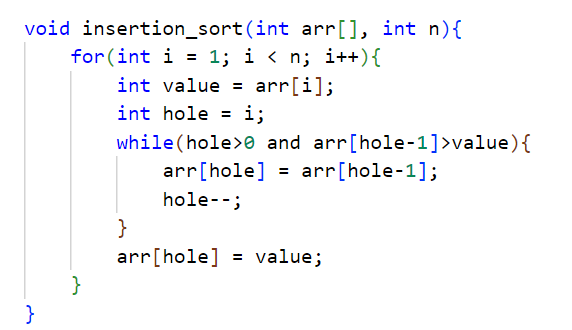 void insertion_sort(int arr[], int n){
    for(int i = 1; i < n; i++){
        int value = arr[i];
        int hole = i;
        while(hole>0 and arr[hole-1]>value){
            arr[hole] = arr[hole-1];
            hole--;
        }
        arr[hole] = value;
    }
}